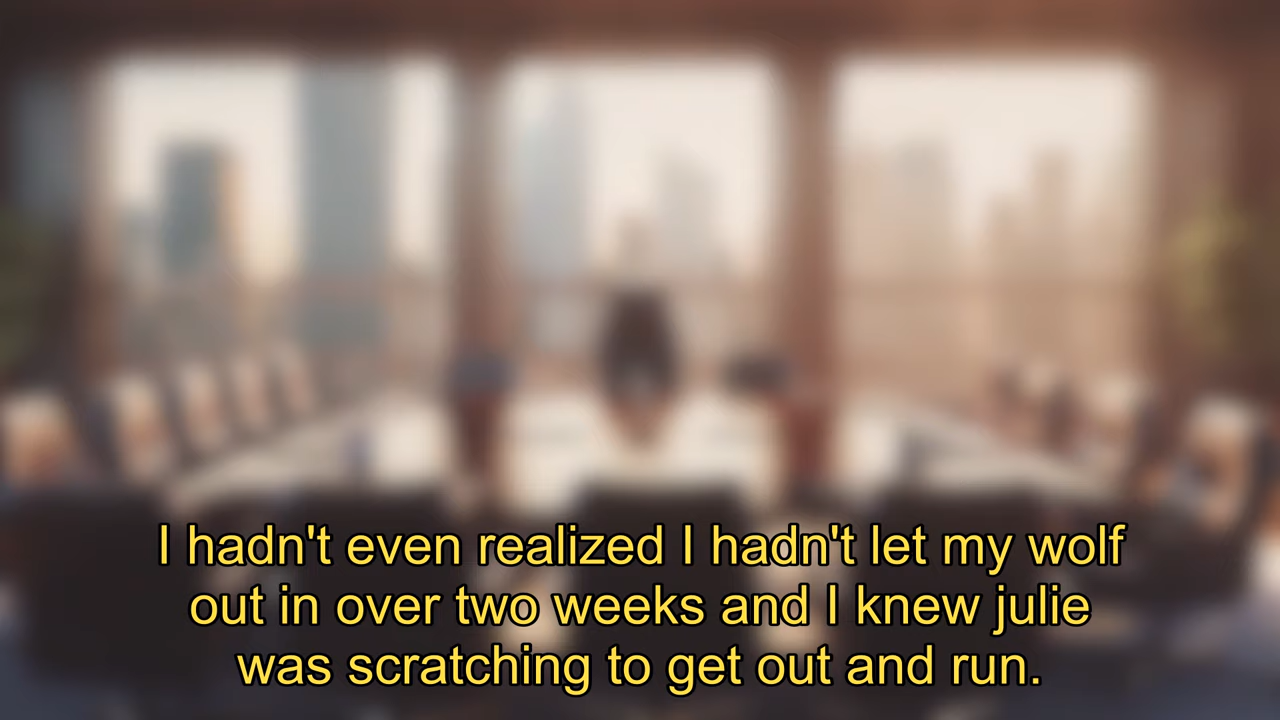 I hadn't even realized I hadn't let my wolf
out in over two weeks and I knew julie
was scratching to get out and run.